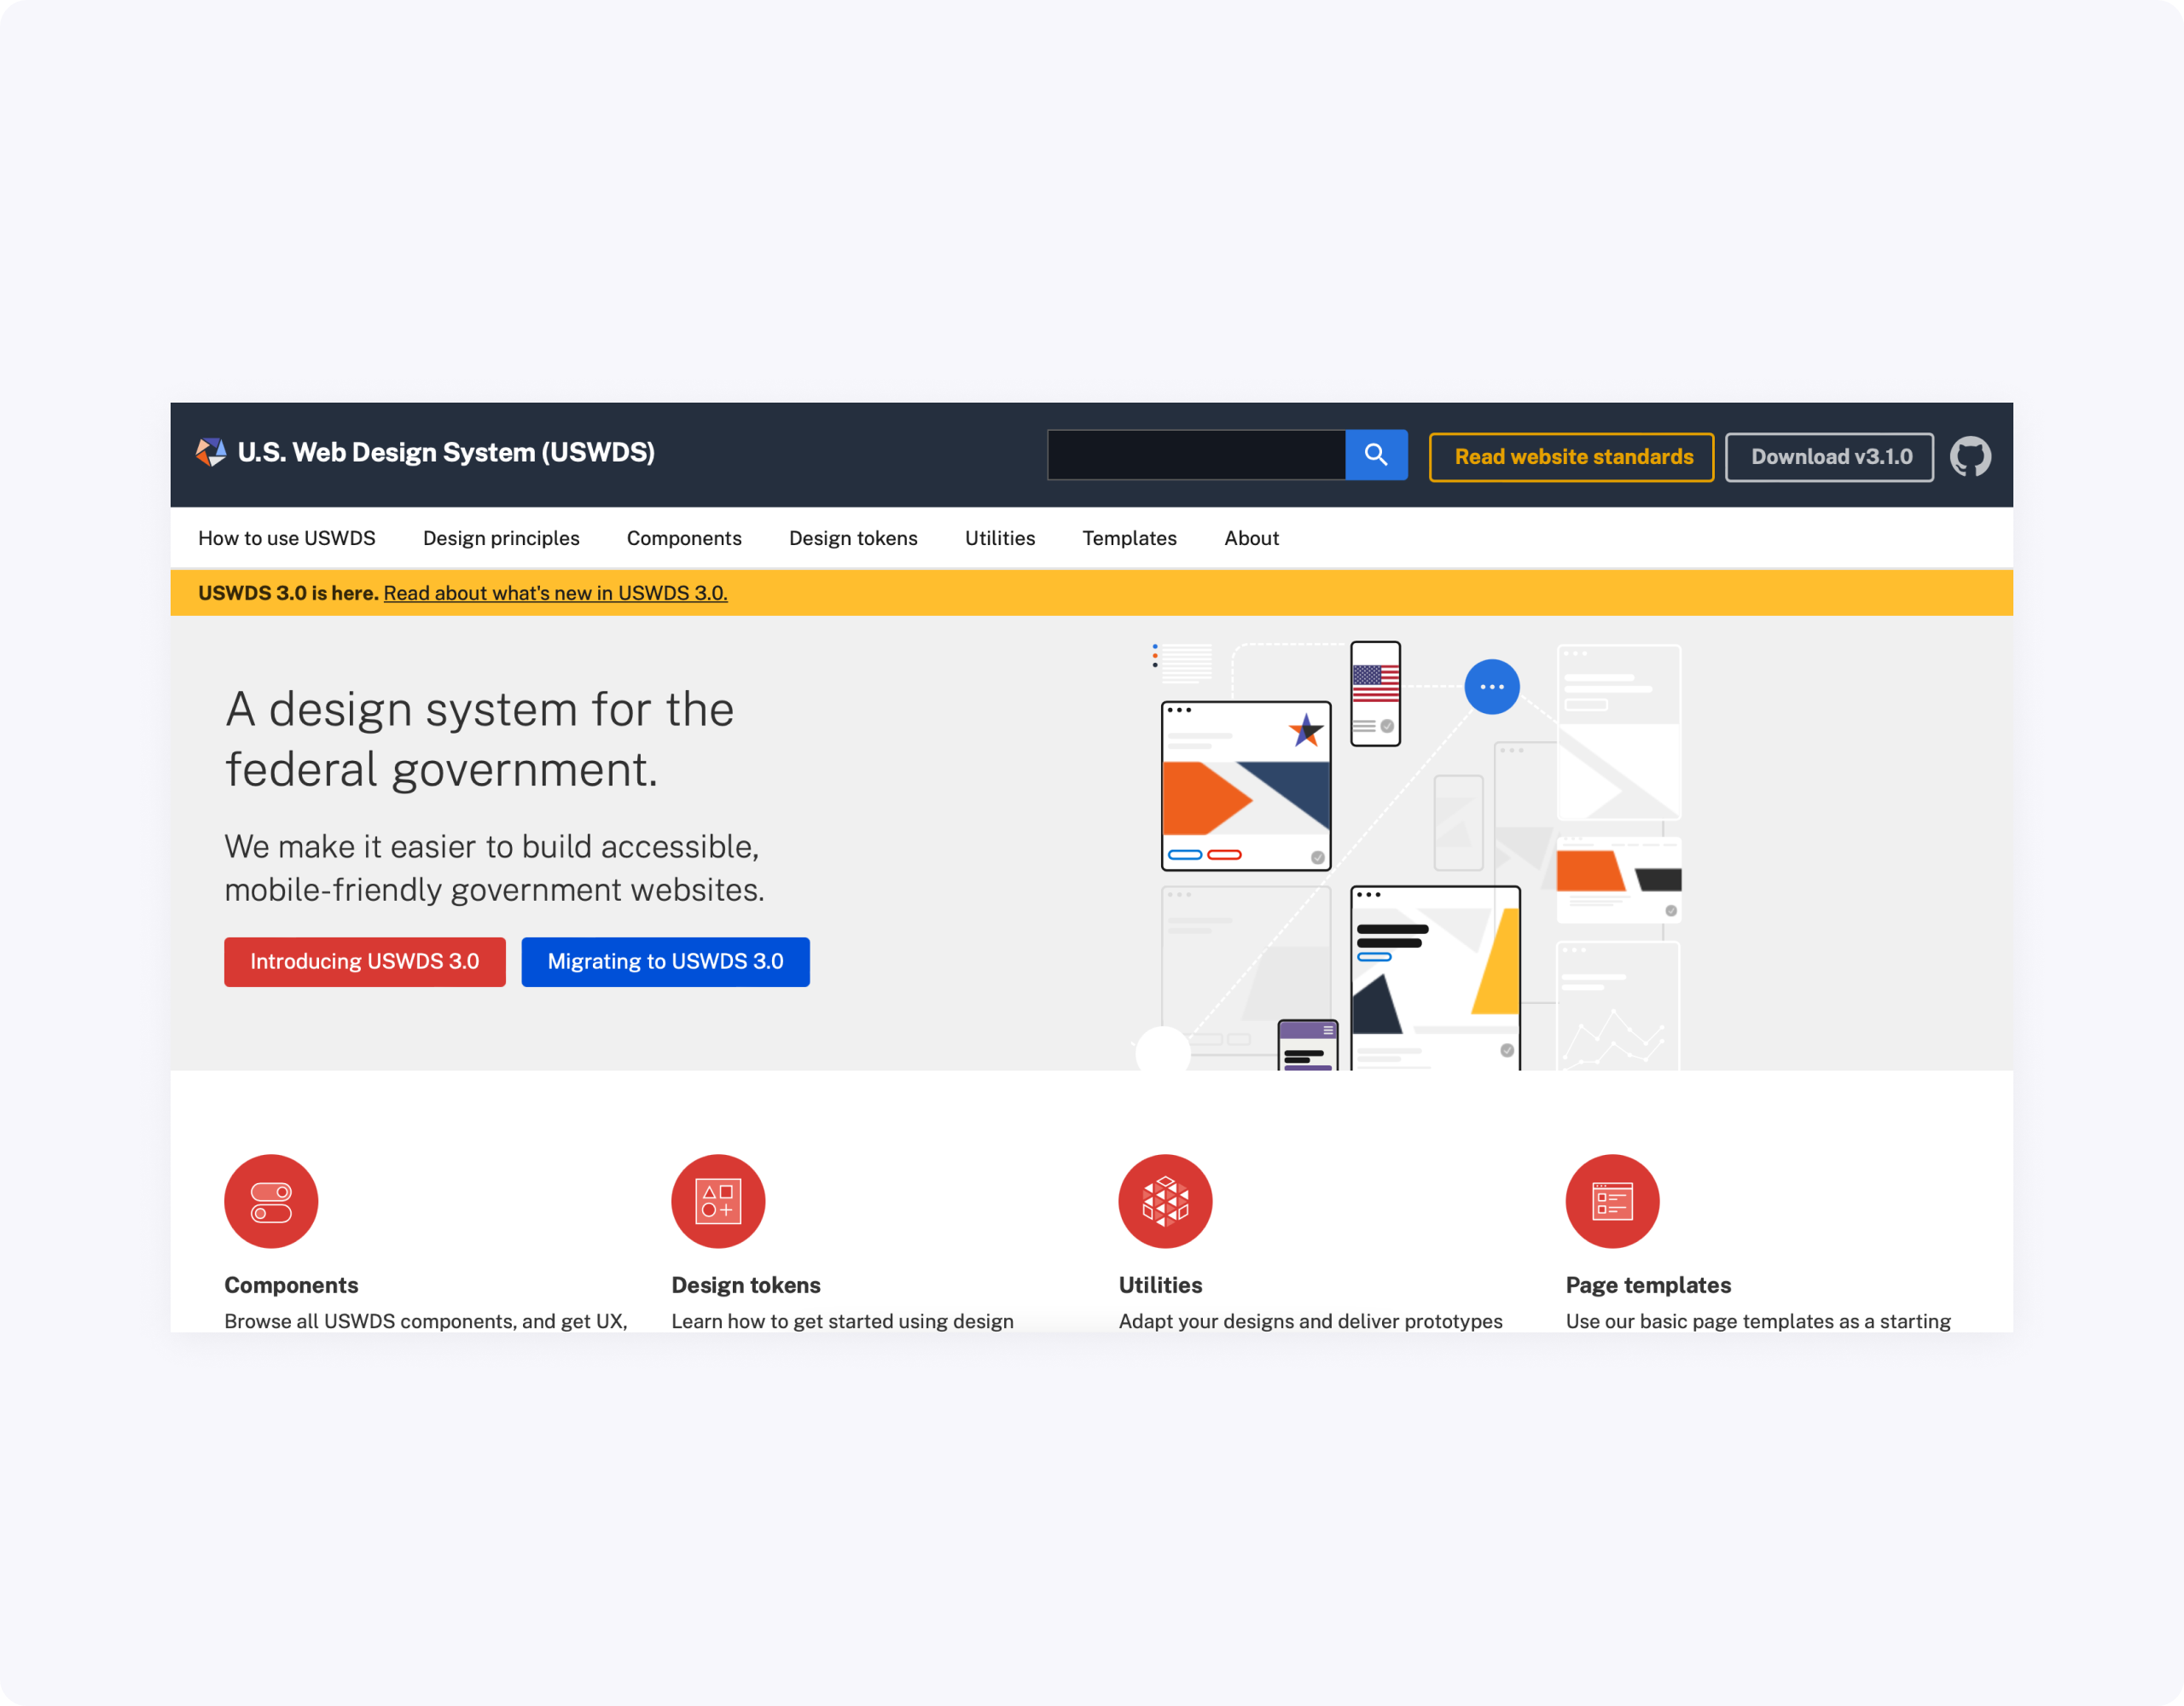 U.S. Web Design System (USWDS)
Read website standards
Download v3.1.0
How to use USWDS
Design principles
Components
Design tokens
Utilities
Templates
About
USWDS 3.0 is here. Read about what's new in USWDS 3.0.
A design system for the
federal government.
We make it easier to build accessible,
mobile-friendly government websites.
Introducing USWDS 3.0
Migrating to USWDS 3.0
Components
Browse all USWDS components, and get UX,
Design tokens
Learn how to get started using design
Utilities
Adapt your designs and deliver prototypes
Page templates
Use our basic page templates as a starting